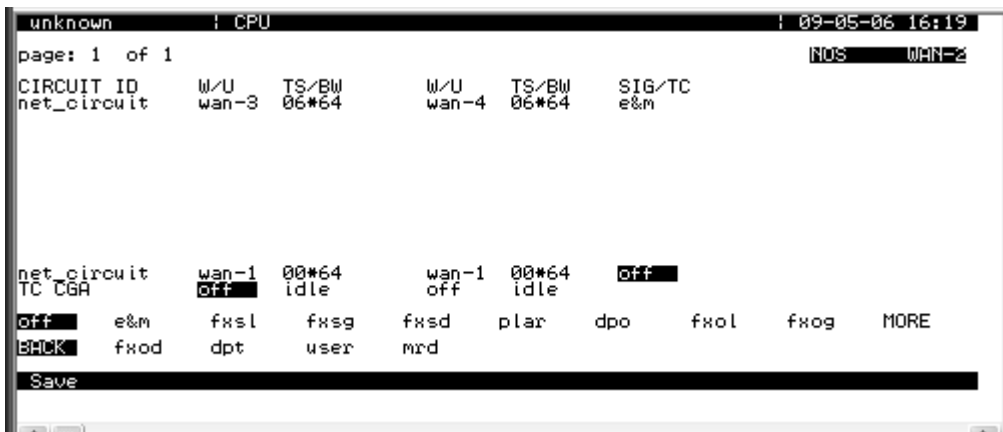 unknown | CPU | 09-05-06 16:19
page: 1 of 1 NOS WAN-2
CIRCUIT ID W/U TS/BW W/U TS/BW SIG/TC
net_circuit wan-3 06*64 wan-4 06*64 e&m
net_circuit wan-1 00*64 wan-1 00*64 off
TC CGA off idle off idle
off e&m fxsl fxsg fxsd plar dpo fxol fxog MORE
BACK fxod dpt user mrd
Save